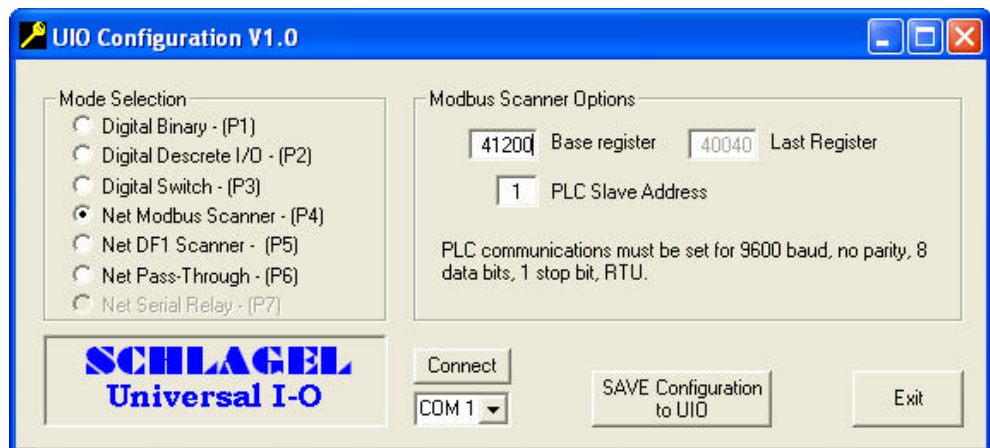 UIO Configuration V1.0
Mode Selection
Digital Binary - (P1)
Digital Descrete I/O - (P2)
Digital Switch - (P3)
Net Modbus Scanner - (P4)
Net DF1 Scanner - (P5)
Net Pass-Through - (P6)
Net Serial Relay - (P7)
SCHLAGEL
Universal I-O
Modbus Scanner Options
41200 Base register 40040 Last Register
1 PLC Slave Address
PLC communications must be set for 9600 baud, no parity, 8
data bits, 1 stop bit, RTU.
Connect
COM 1
SAVE Configuration
to UIO
Exit